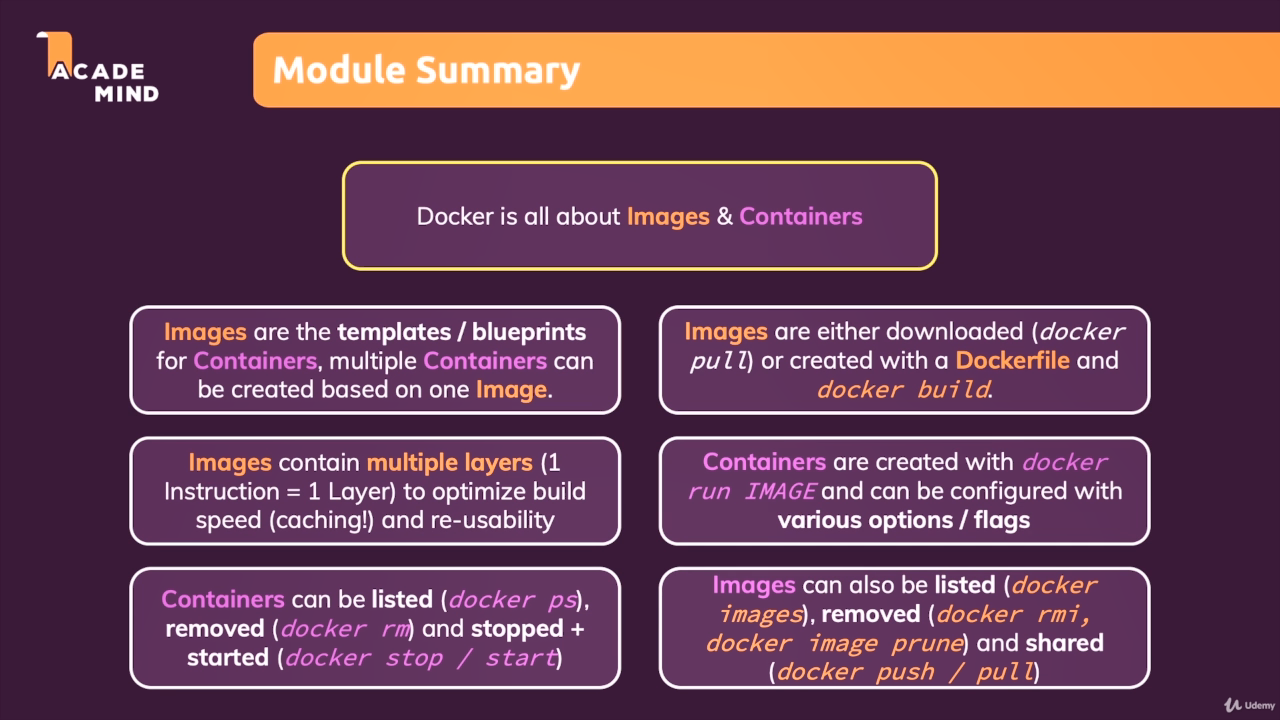 ACADE
MIND
Module Summary
Docker is all about Images & Containers
Images are the templates / blueprints
for Containers, multiple Containers can
be created based on one Image.
Images are either downloaded (docker
pull) or created with a Dockerfile and
docker build.
Images contain multiple layers (1
Instruction = 1 Layer) to optimize build
speed (caching!) and re-usability
Containers are created with docker
run IMAGE and can be configured with
various options / flags
Containers can be listed (docker ps),
removed (docker rm) and stopped +
started (docker stop / start)
Images can also be listed (docker
images), removed (docker rmi,
docker image prune) and shared
(docker push / pull)
Udemy